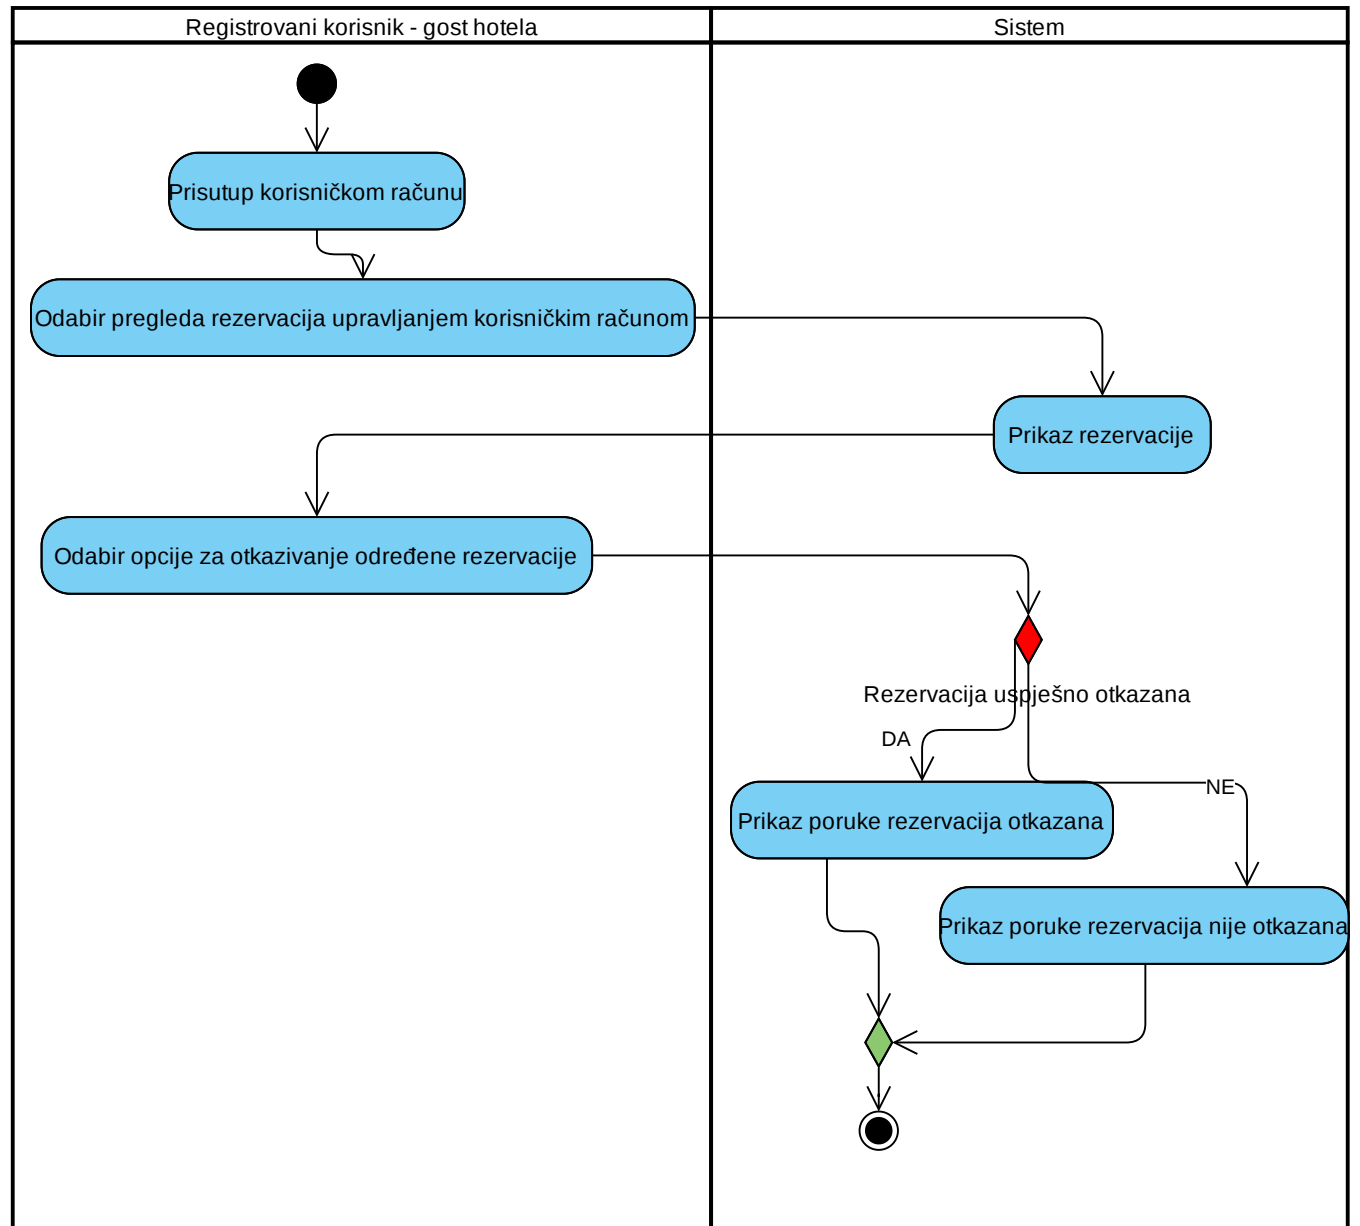 Registrovani korisnik - gost hotela
Sistem
Prisutup korisničkom računu
Odabir pregleda rezervacija upravljanjem korisničkim računom
Prikaz rezervacije
Odabir opcije za otkazivanje određene rezervacije
Rezervacija uspješno otkazana
DA
NE
Prikaz poruke rezervacija otkazana
Prikaz poruke rezervacija nije otkazana